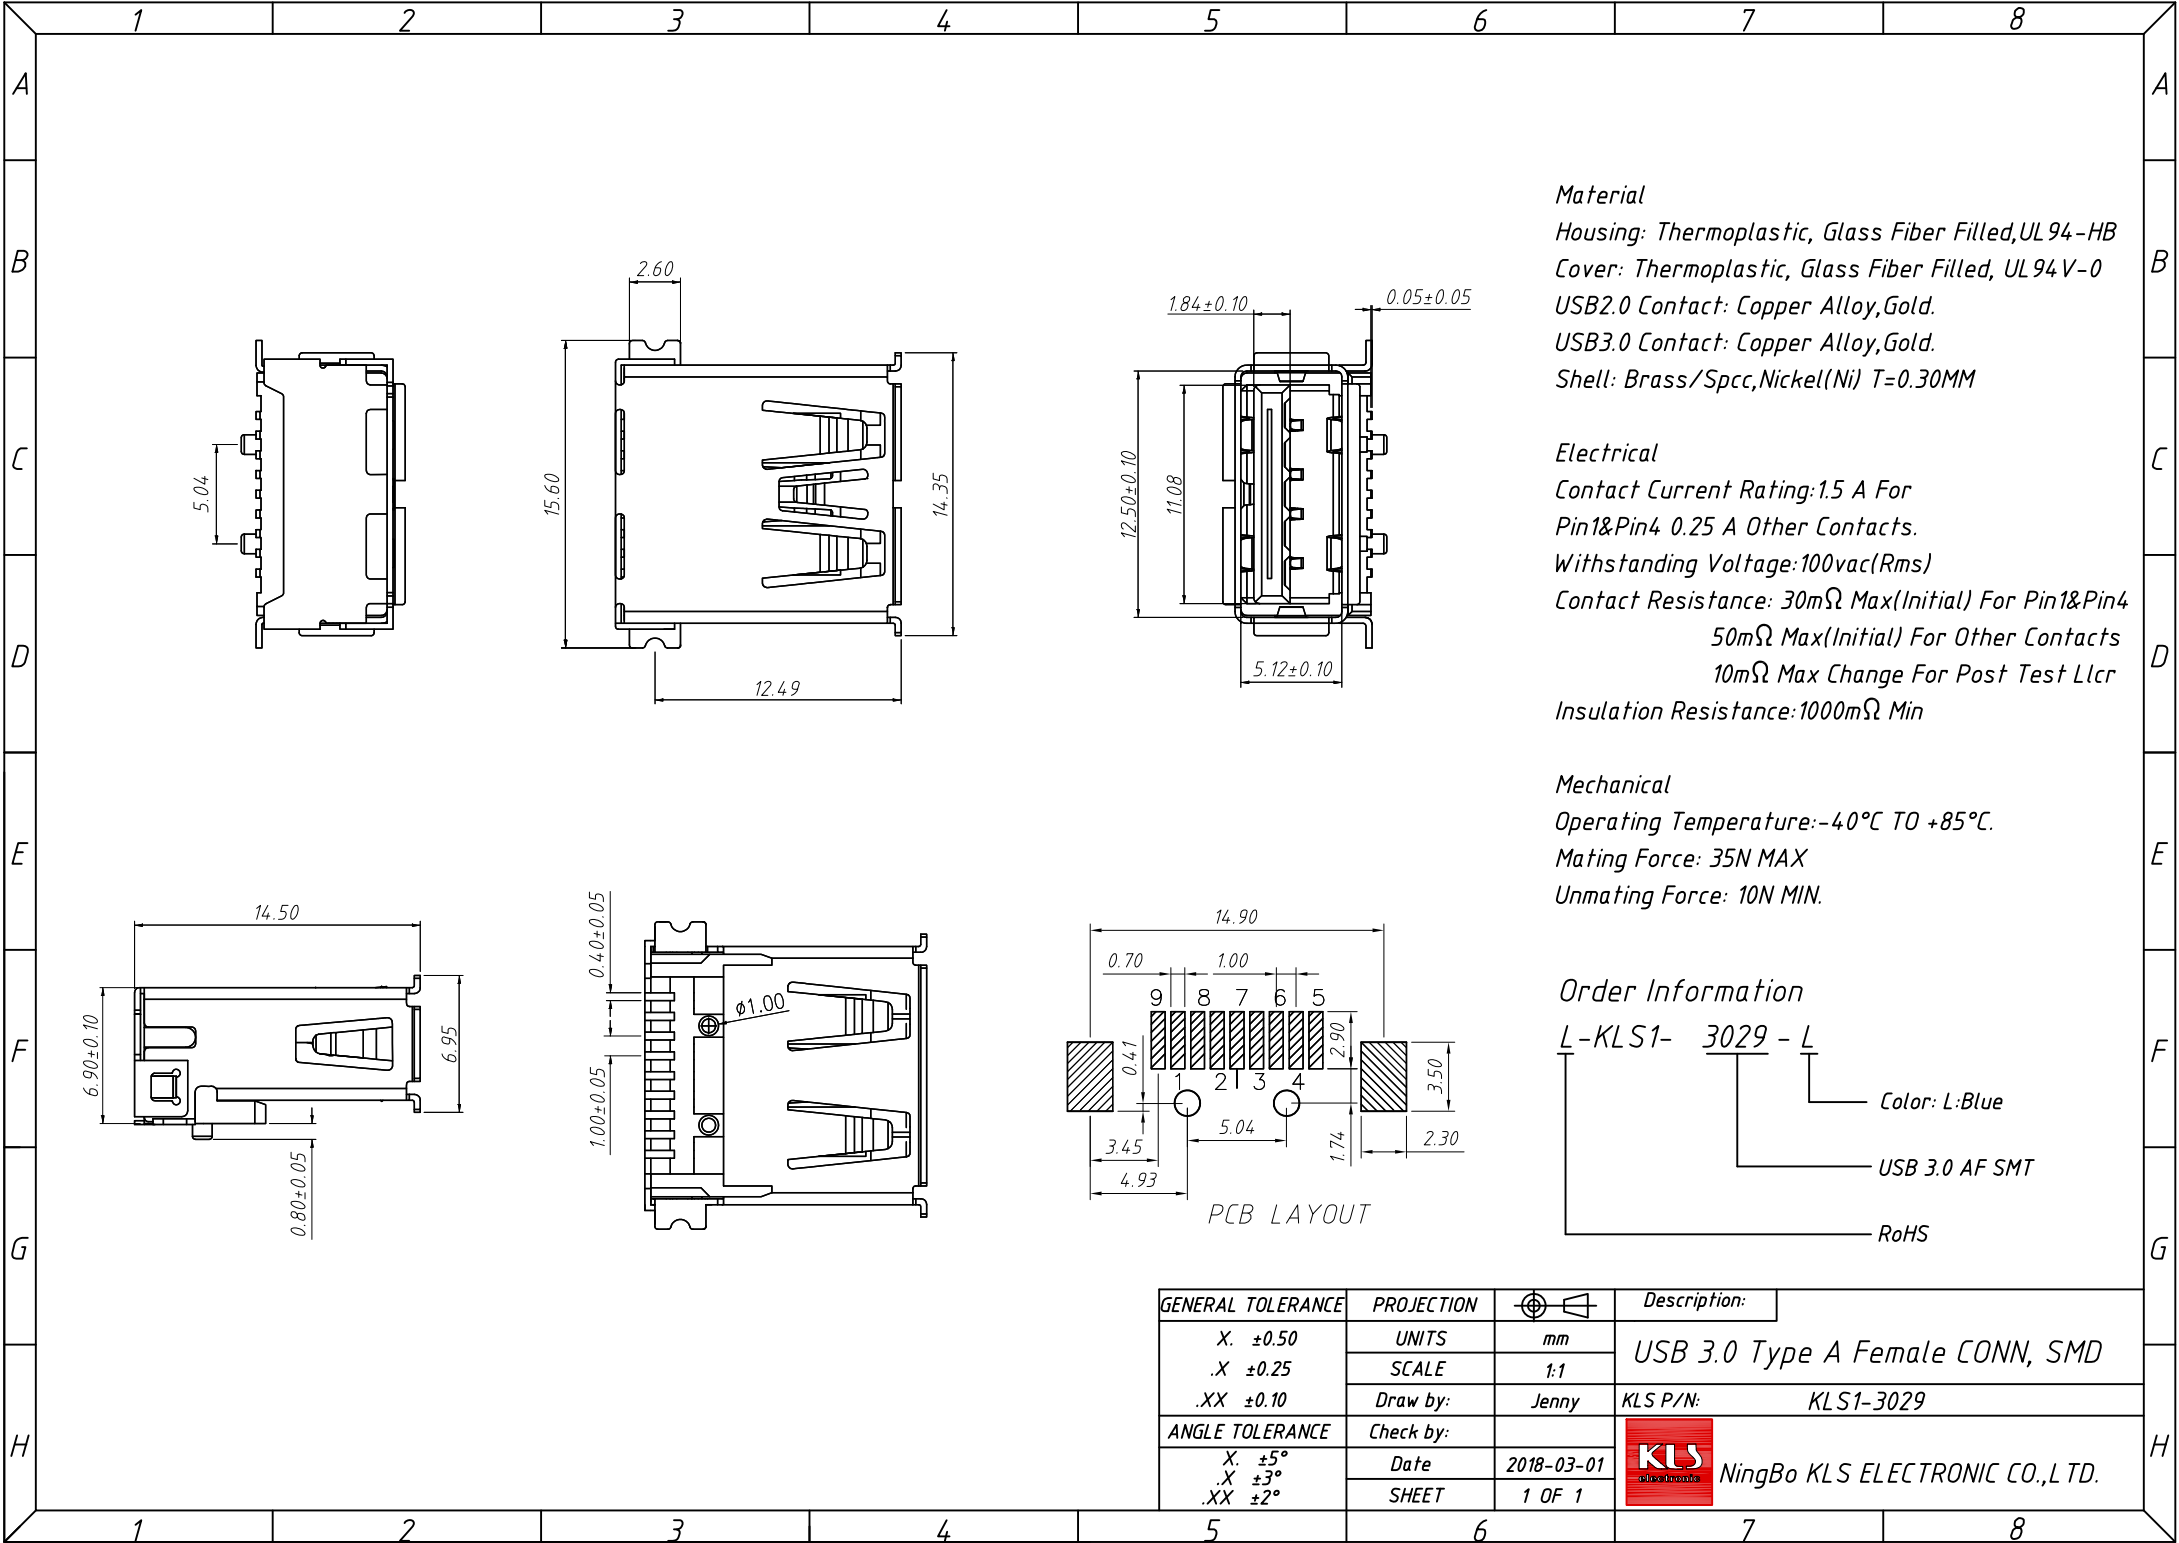 1 2 3 4 5 6 7 8
A A
B B
C C
D D
E E
F F
G G
H H
Material
Housing: Thermoplastic, Glass Fiber Filled,UL94-HB
Cover: Thermoplastic, Glass Fiber Filled, UL94V-0
USB2.0 Contact: Copper Alloy,Gold.
USB3.0 Contact: Copper Alloy,Gold.
Shell: Brass/Spcc,Nickel(Ni) T=0.30MM
Electrical
Contact Current Rating:1.5 A For
Pin1&Pin4 0.25 A Other Contacts.
Withstanding Voltage:100vac(Rms)
Contact Resistance: 30mΩ Max(Initial) For Pin1&Pin4
50mΩ Max(Initial) For Other Contacts
10mΩ Max Change For Post Test Llcr
Insulation Resistance:1000mΩ Min
Mechanical
Operating Temperature:-40°C TO +85°C.
Mating Force: 35N MAX
Unmating Force: 10N MIN.
5.04
2.60
15.60
14.35
12.49
1.84±0.10
0.05±0.05
12.50±0.10
11.08
5.12±0.10
14.50
6.90±0.10
6.95
0.80±0.05
0.40±0.05
1.00±0.05
ø1.00
14.90
0.70 1.00
9 8 7 6 5
2.90
0.41
3.50
1 2 3 4
5.04
1.74
2.30
3.45
4.93
PCB LAYOUT
Order Information
L-KLS1- 3029 - L
Color: L:Blue
USB 3.0 AF SMT
RoHS
GENERAL TOLERANCE
X. ±0.50
.X ±0.25
.XX ±0.10
ANGLE TOLERANCE
X. ±5°
.X ±3°
.XX ±2°
PROJECTION
UNITS mm
SCALE 1:1
Draw by: Jenny
Check by:
Date 2018-03-01
SHEET 1 OF 1
Description:
USB 3.0 Type A Female CONN, SMD
KLS P/N: KLS1-3029
KLS
electronic
NingBo KLS ELECTRONIC CO.,LTD.
1 2 3 4 5 6 7 8